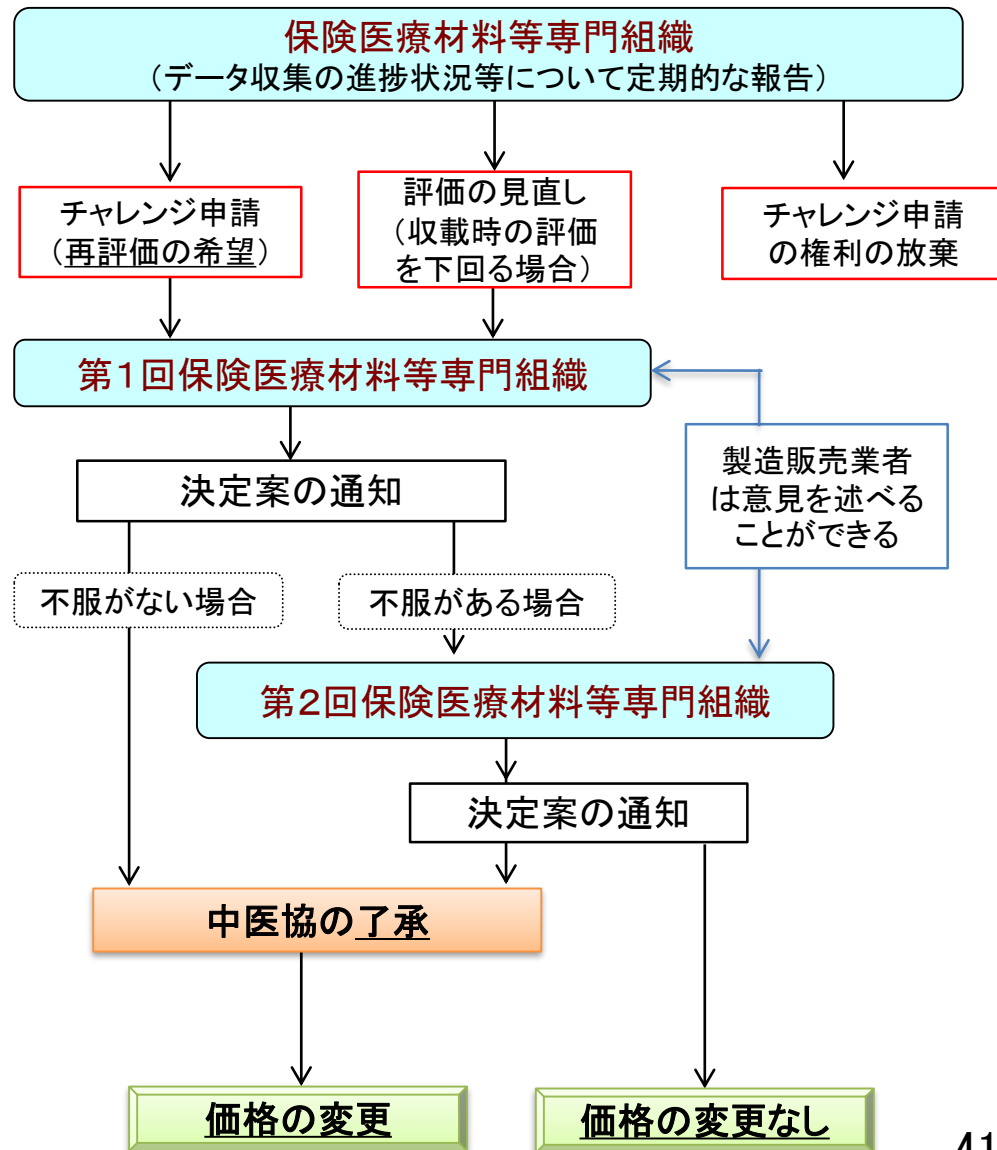 保険医療材料等専門組織
(データ収集の進捗状況等について定期的な報告)
チャレンジ申請
(再評価の希望)
評価の見直し
(収載時の評価
を下回る場合)
チャレンジ申請
の権利の放棄
第1回保険医療材料等専門組織
決定案の通知
製造販売業者
は意見を述べる
ことができる
不服がない場合
不服がある場合
第2回保険医療材料等専門組織
決定案の通知
中医協の了承
価格の変更
価格の変更なし
41